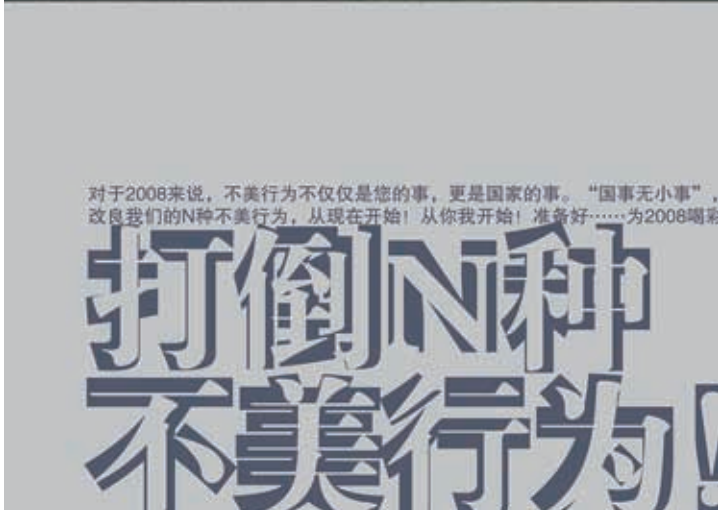 对于2008来说，不美行为不仅仅是您的事，更是国家的事。“国事无小事”，
改良我们的N种不美行为，从现在开始！从你我开始！准备好……为2008喝彩
打倒N种
不美行为！